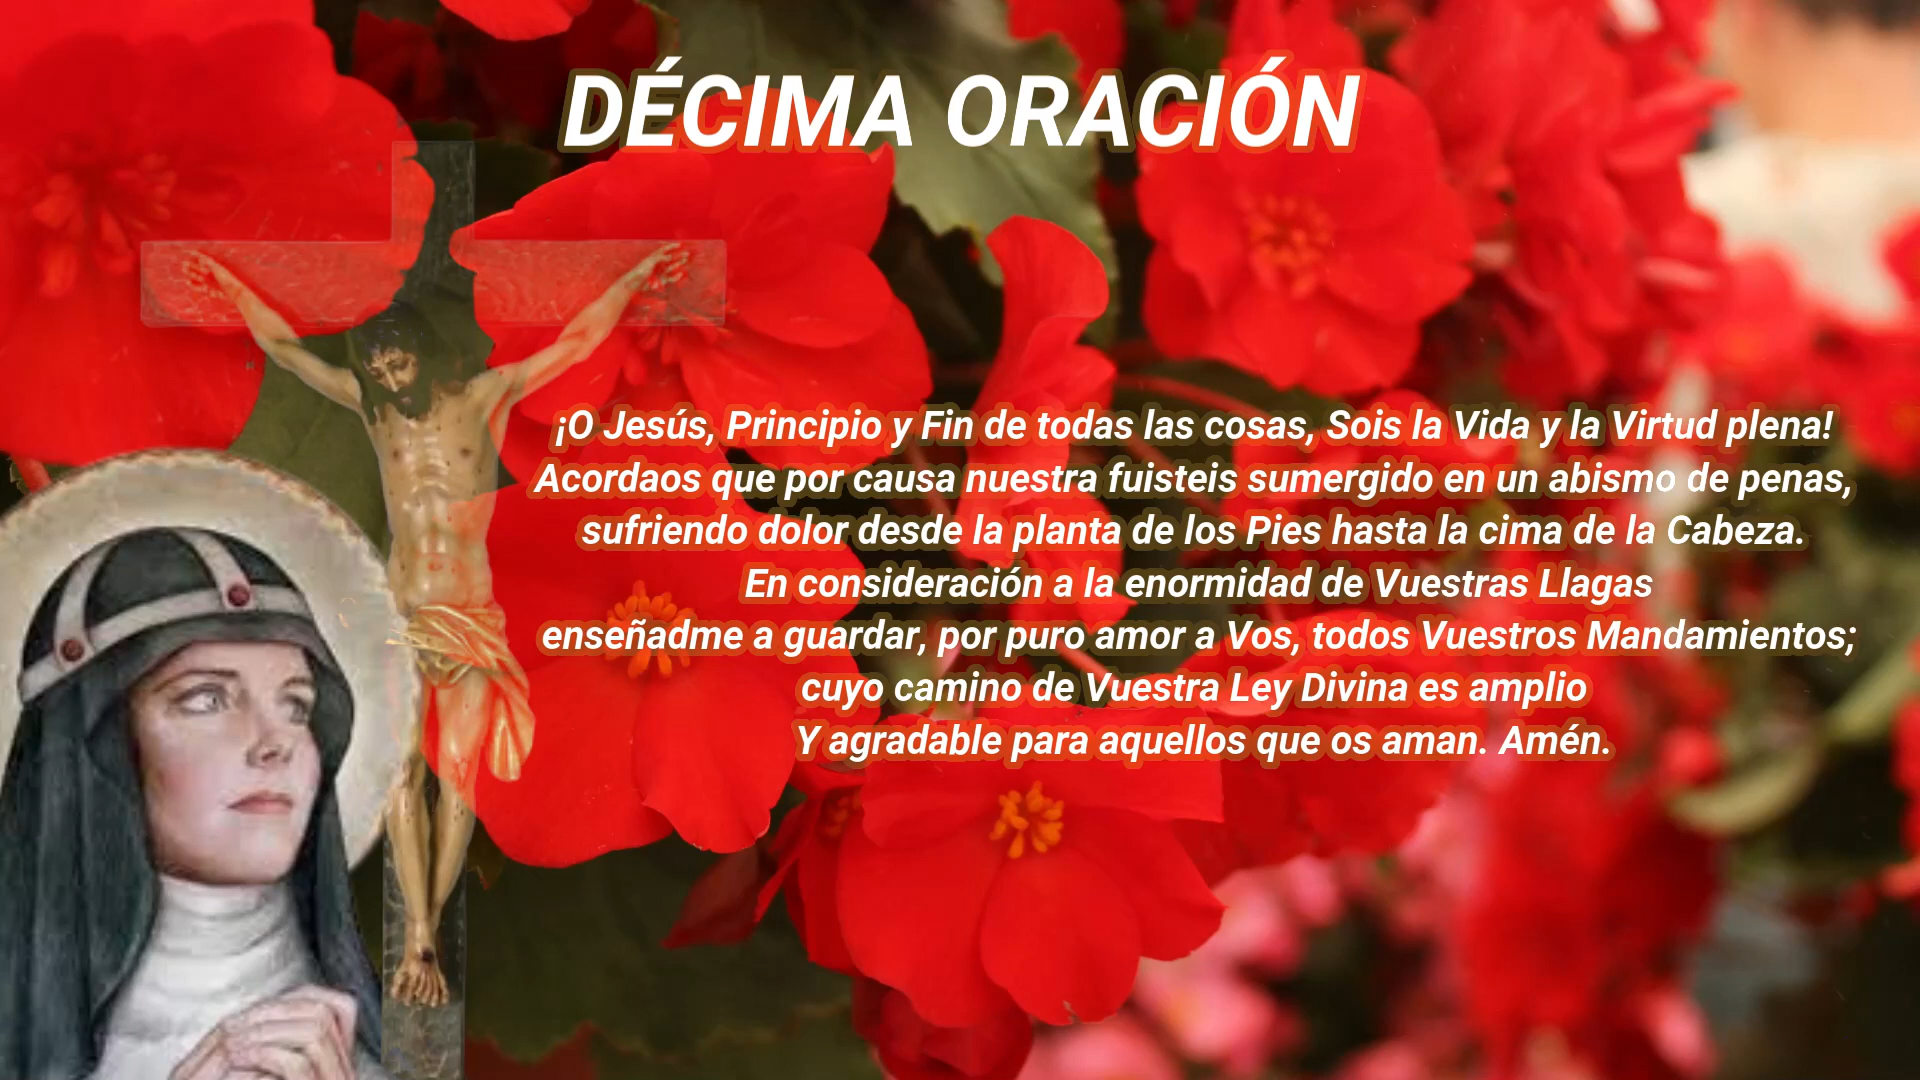 DÉCIMA ORACIÓN
¡O Jesús, Principio y Fin de todas las cosas, Sois la Vida y la Virtud plena!
Acordaos que por causa nuestra fuisteis sumergido en un abismo de penas,
sufriendo dolor desde la planta de los Pies hasta la cima de la Cabeza.
En consideración a la enormidad de Vuestras Llagas
enseñadme a guardar, por puro amor a Vos, todos Vuestros Mandamientos;
cuyo camino de Vuestra Ley Divina es amplio
Y agradable para aquellos que os aman. Amén.